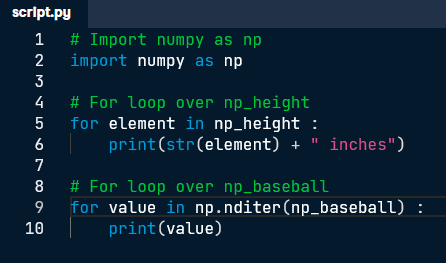 script.py
1 # Import numpy as np
2 import numpy as np
3
4 # For loop over np_height
5 for element in np_height :
6     print(str(element) + " inches")
7
8 # For loop over np_baseball
9 for value in np.nditer(np_baseball) :
10     print(value)